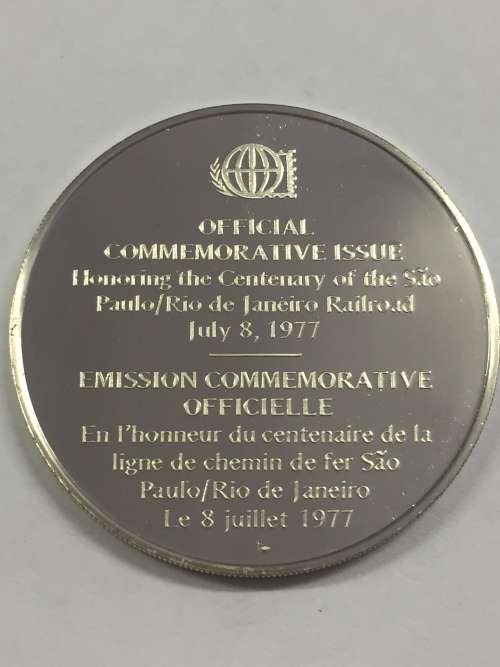 OFFICIAL
COMMEMORATIVE ISSUE
Honoring the Centenary of the São
Paulo/Rio de Janeiro Railroad
July 8, 1977
EMISSION COMMEMORATIVE
OFFICIELLE
En l'honneur du centenaire de la
ligne de chemin de fer São
Paulo/Rio de Janeiro
Le 8 juillet 1977